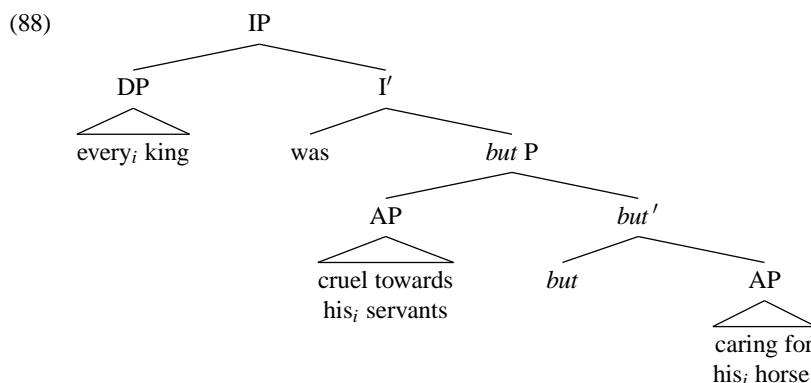 (88) IP
DP I′
every_i king was but P
AP but′
cruel towards but AP
his_i servants
caring for
his_i horse